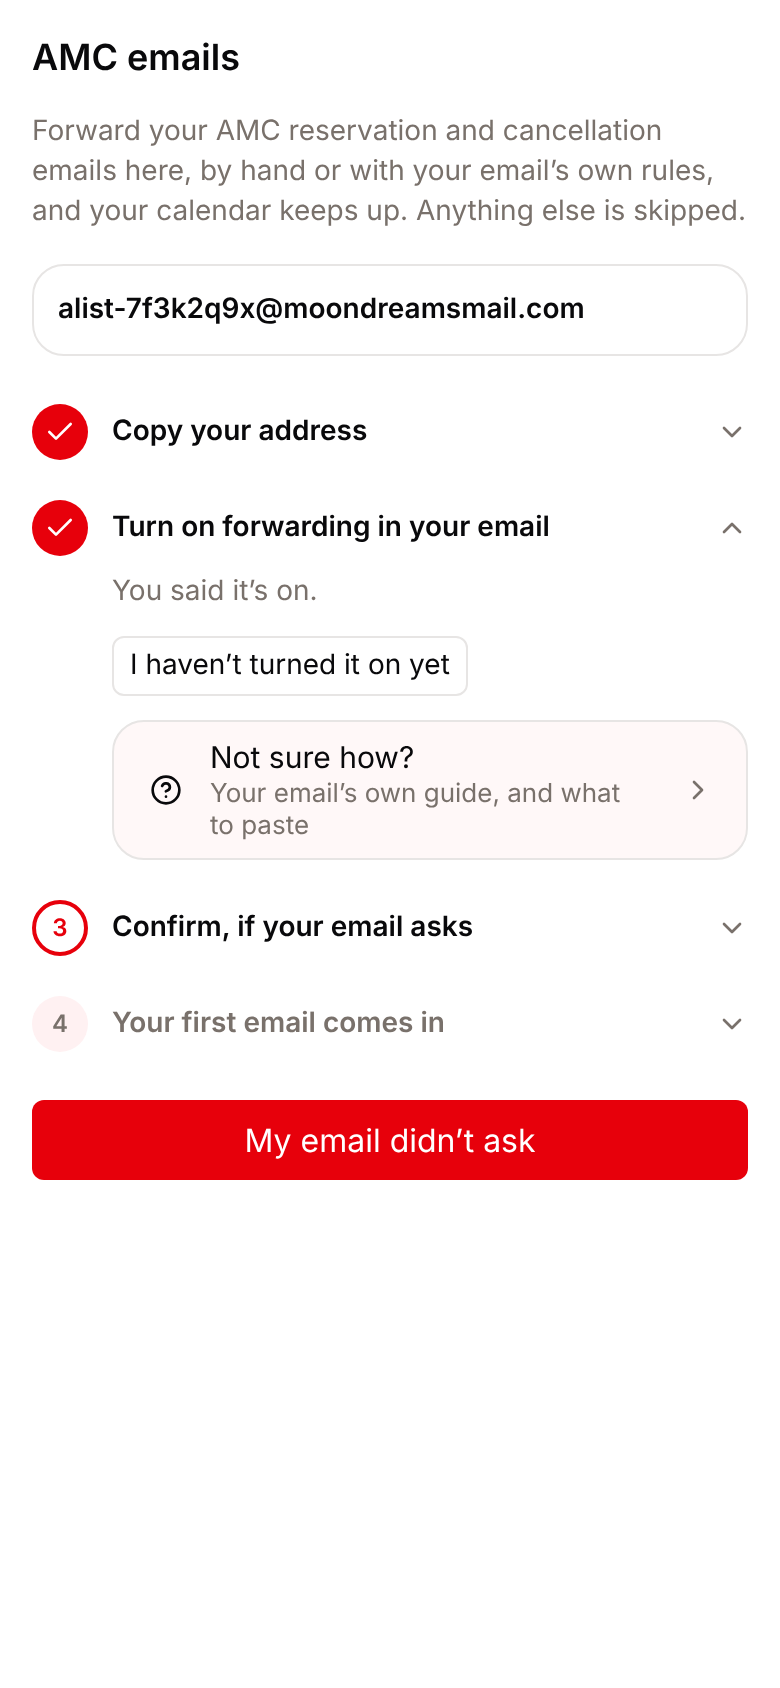 AMC emails
Forward your AMC reservation and cancellation
emails here, by hand or with your email’s own rules,
and your calendar keeps up. Anything else is skipped.
alist-7f3k2q9x@moondreamsmail.com
Copy your address
Turn on forwarding in your email
You said it’s on.
I haven’t turned it on yet
Not sure how?
Your email’s own guide, and what
to paste
3 Confirm, if your email asks
4 Your first email comes in
My email didn’t ask